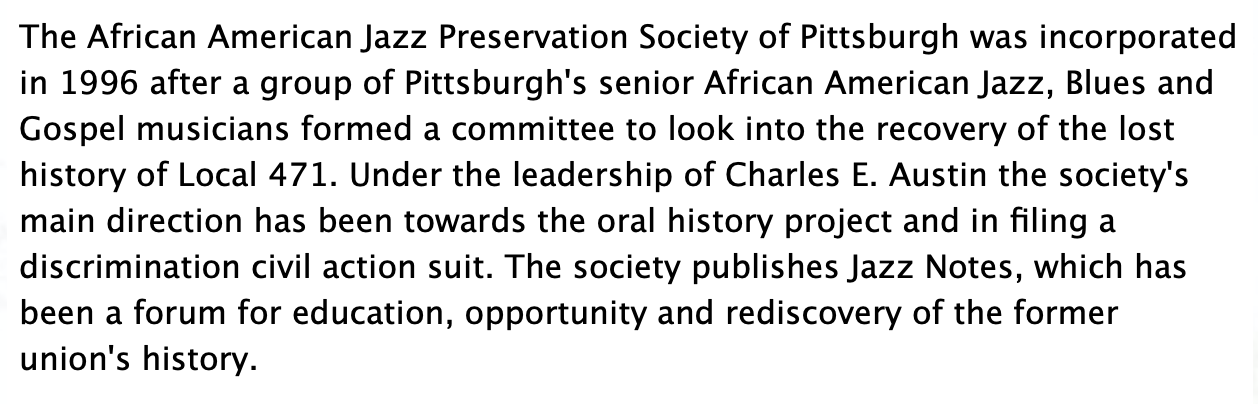 The African American Jazz Preservation Society of Pittsburgh was incorporated
in 1996 after a group of Pittsburgh's senior African American Jazz, Blues and
Gospel musicians formed a committee to look into the recovery of the lost
history of Local 471. Under the leadership of Charles E. Austin the society's
main direction has been towards the oral history project and in filing a
discrimination civil action suit. The society publishes Jazz Notes, which has
been a forum for education, opportunity and rediscovery of the former
union's history.